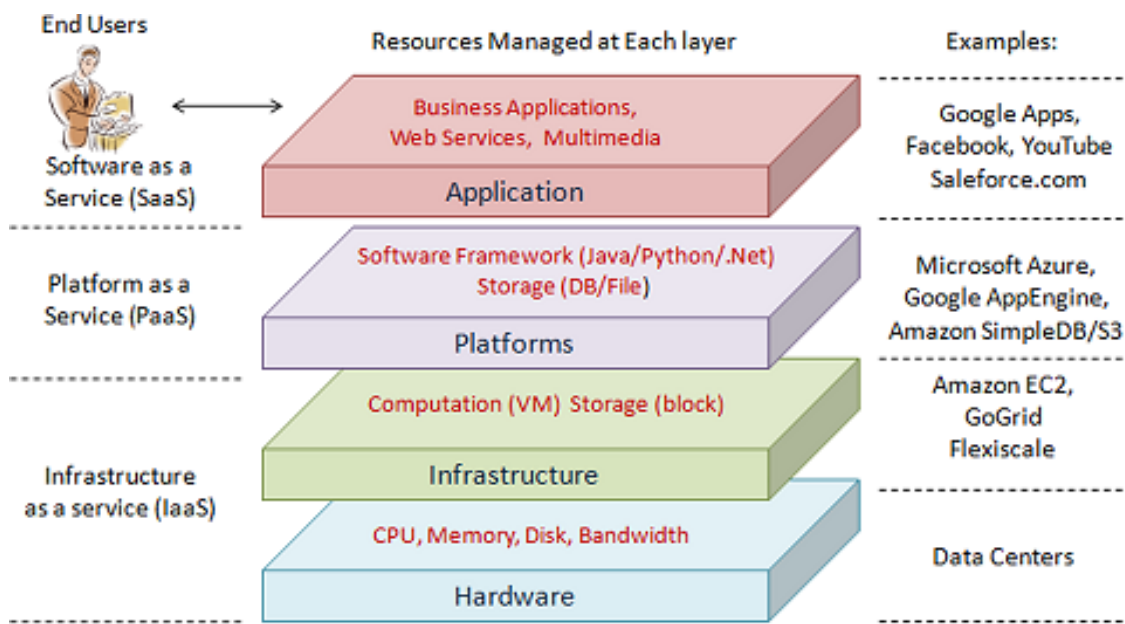 End Users
Resources Managed at Each layer
Examples:
Business Applications,
Web Services, Multimedia
Application
Software as a
Service (SaaS)
Google Apps,
Facebook, YouTube
Saleforce.com
Software Framework (Java/Python/.Net)
Storage (DB/File)
Platforms
Platform as a
Service (PaaS)
Microsoft Azure,
Google AppEngine,
Amazon SimpleDB/S3
Computation (VM) Storage (block)
Infrastructure
Amazon EC2,
GoGrid
Flexiscale
Infrastructure
as a service (IaaS)
CPU, Memory, Disk, Bandwidth
Hardware
Data Centers